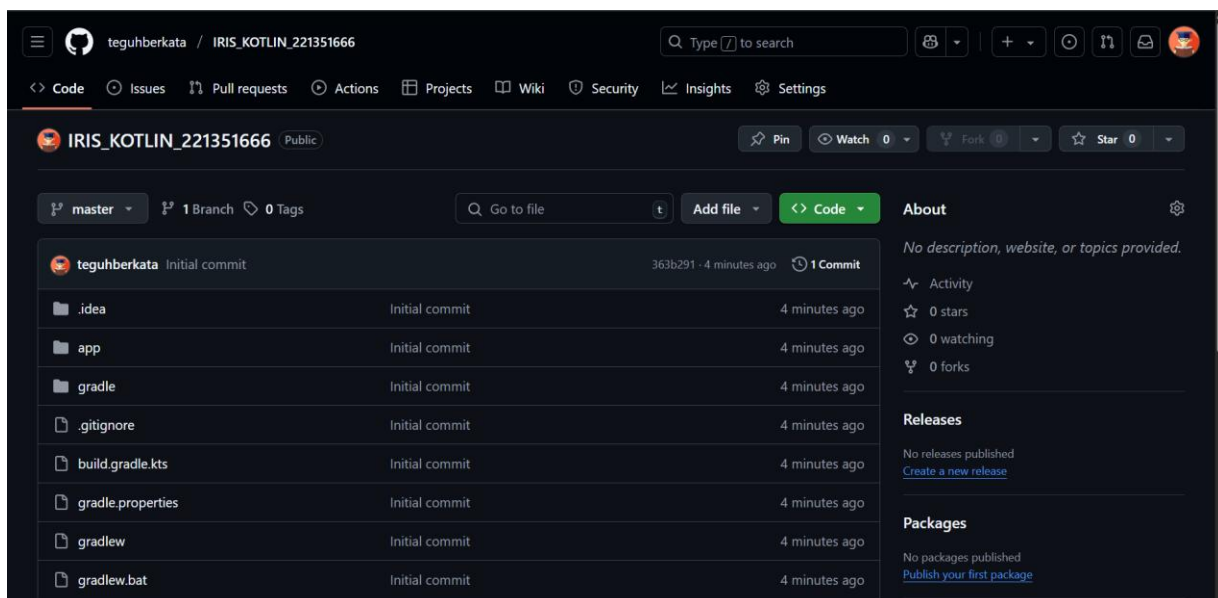 teguhberkata / IRIS_KOTLIN_221351666
Type / to search
Code Issues Pull requests Actions Projects Wiki Security Insights Settings
IRIS_KOTLIN_221351666 Public
Pin Watch 0 Fork 0 Star 0
master 1 Branch 0 Tags Go to file t Add file Code
About
No description, website, or topics provided.
teguhberkata Initial commit 363b291 · 4 minutes ago 1 Commit
Activity
.idea Initial commit 4 minutes ago
0 stars
app Initial commit 4 minutes ago
0 watching
0 forks
gradle Initial commit 4 minutes ago
.gitignore Initial commit 4 minutes ago
Releases
build.gradle.kts Initial commit 4 minutes ago
No releases published
Create a new release
gradle.properties Initial commit 4 minutes ago
Packages
gradlew Initial commit 4 minutes ago
No packages published
Publish your first package
gradlew.bat Initial commit 4 minutes ago